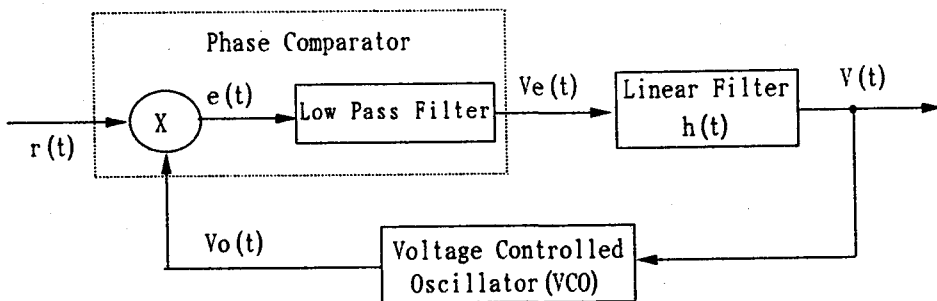 Phase Comparator
r(t)
X
e(t)
Low Pass Filter
Ve(t)
Linear Filter
h(t)
V(t)
Vo(t)
Voltage Controlled
Oscillator(VCO)